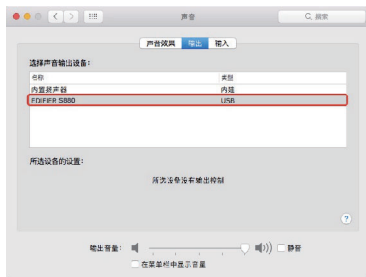 声音
搜索
声音效果 输出 输入
选择声音输出设备：
名称 类型
内置扬声器 内建
EDIFIER S880 USB
所选设备的设置：
所选设备没有输出控制
?
输出音量： 静音
在菜单栏中显示音量